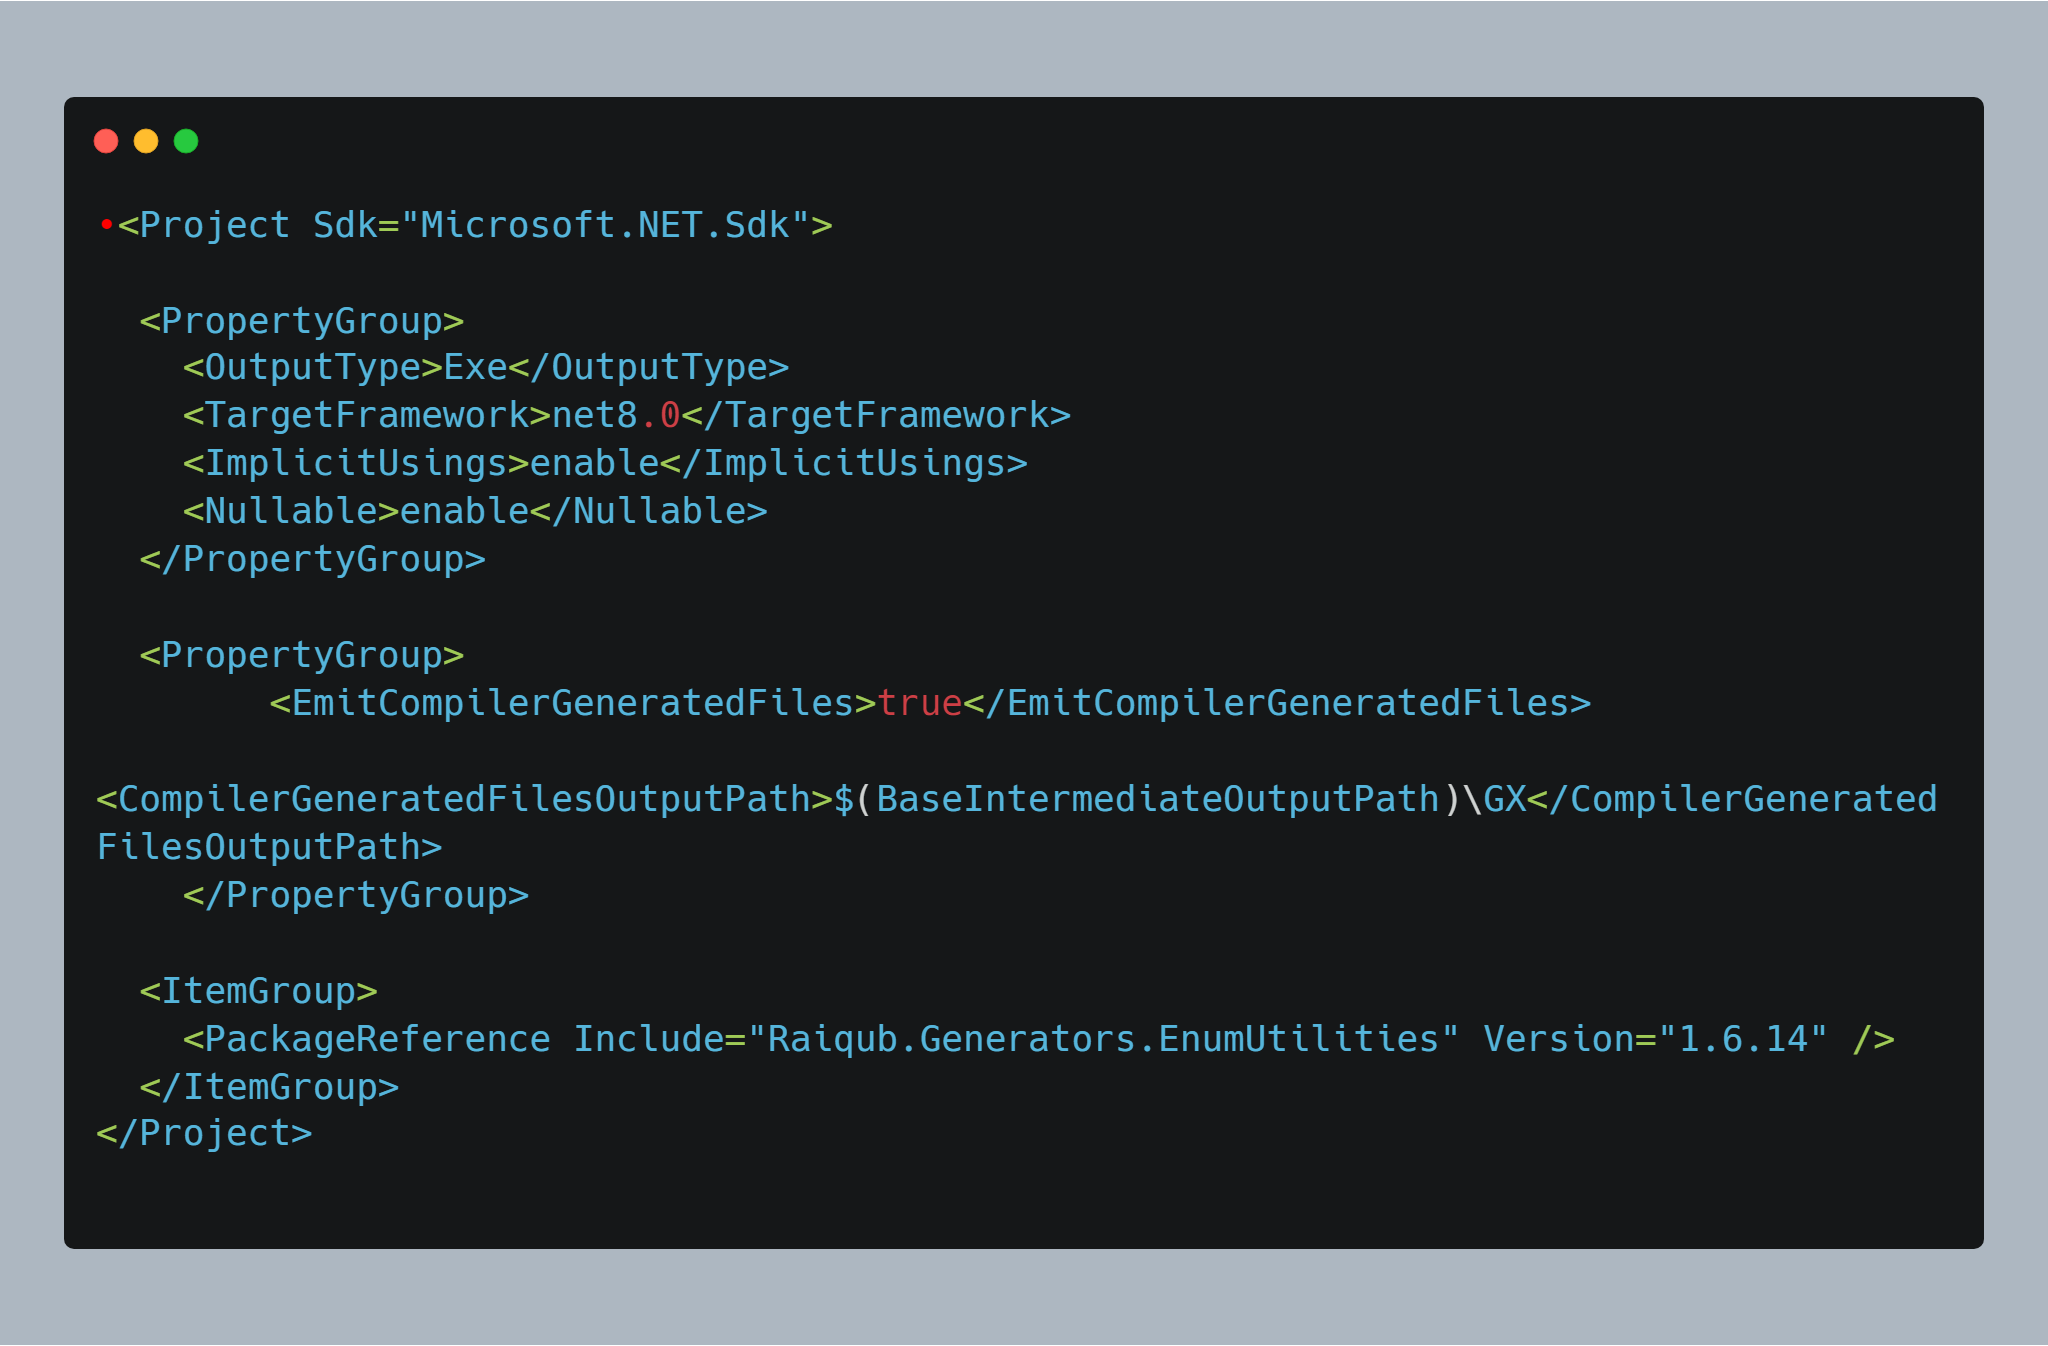 •<Project Sdk="Microsoft.NET.Sdk">

  <PropertyGroup>
    <OutputType>Exe</OutputType>
    <TargetFramework>net8.0</TargetFramework>
    <ImplicitUsings>enable</ImplicitUsings>
    <Nullable>enable</Nullable>
  </PropertyGroup>

  <PropertyGroup>
        <EmitCompilerGeneratedFiles>true</EmitCompilerGeneratedFiles>

<CompilerGeneratedFilesOutputPath>$(BaseIntermediateOutputPath)\GX</CompilerGenerated
FilesOutputPath>
    </PropertyGroup>

  <ItemGroup>
    <PackageReference Include="Raiqub.Generators.EnumUtilities" Version="1.6.14" />
  </ItemGroup>
</Project>